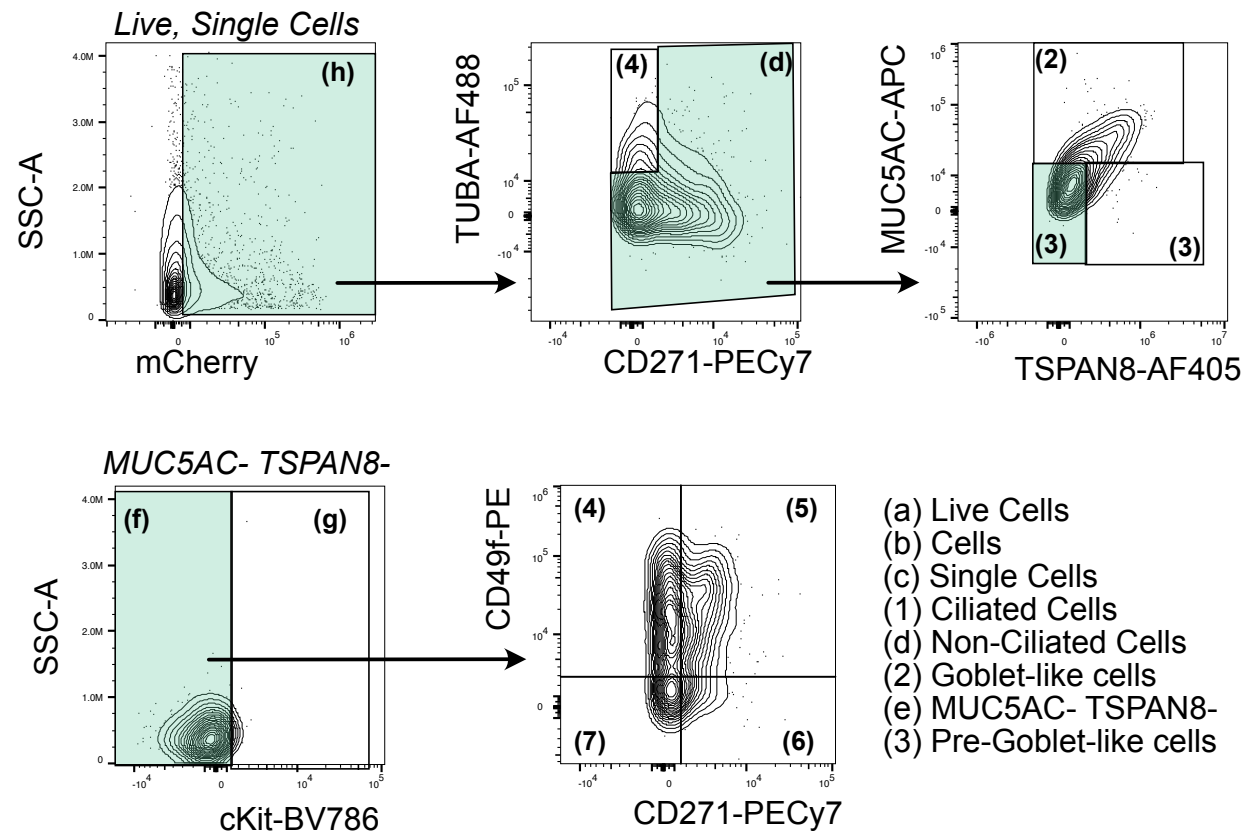 Live, Single Cells
SSC-A
4.0M
3.0M
2.0M
1.0M
0
(h)
0
10^5
10^6
mCherry
TUBA-AF488
10^5
10^4
0
-10^4
(4)
(d)
-10^4
0
10^4
10^5
CD271-PECy7
MUC5AC-APC
10^6
10^5
10^4
0
-10^4
-10^5
(2)
(3)
(3)
-10^6
0
10^6
10^7
TSPAN8-AF405
MUC5AC- TSPAN8-
SSC-A
4.0M
3.0M
2.0M
1.0M
0
(f)
(g)
-10^4
0
10^4
10^5
cKit-BV786
CD49f-PE
10^6
10^5
10^4
0
(4)
(5)
(7)
(6)
-10^4
0
10^4
10^5
CD271-PECy7
(a) Live Cells
(b) Cells
(c) Single Cells
(1) Ciliated Cells
(d) Non-Ciliated Cells
(2) Goblet-like cells
(e) MUC5AC- TSPAN8-
(3) Pre-Goblet-like cells